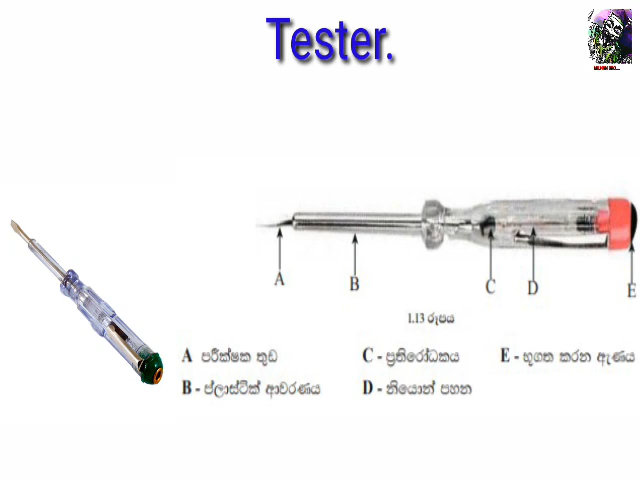 Tester.
A
B
C
D
E
1.13 රූපය
A පරීක්ෂක තුඩ
C - ප්‍රතිරෝධකය
E - භූගත කරන ඇණය
B - ප්ලාස්ටික් ආවරණය
D - නියොන් පහන